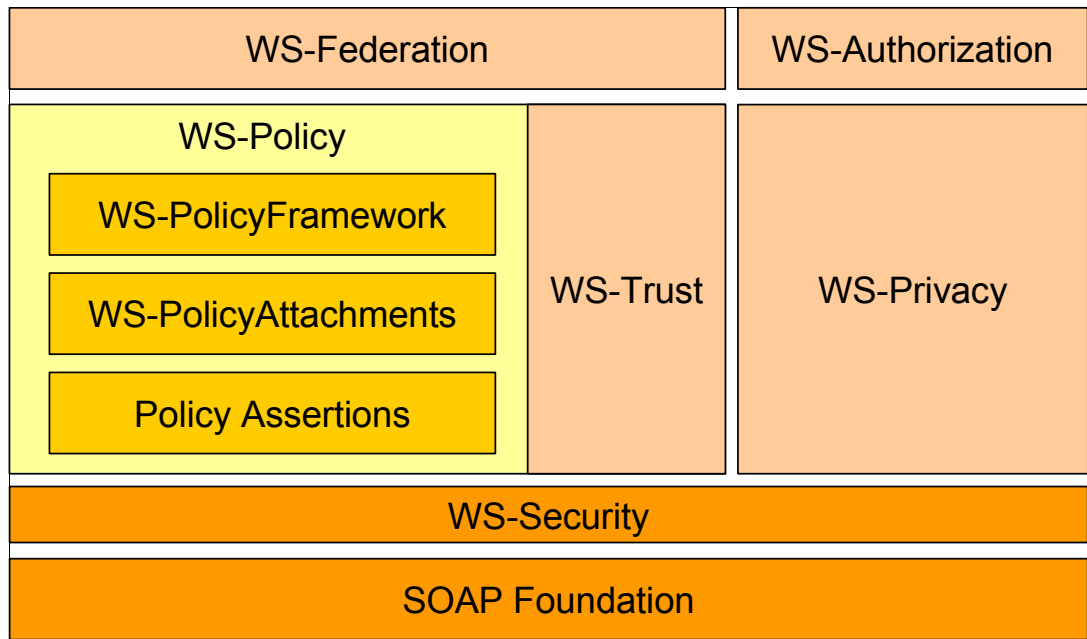 WS-Federation
WS-Authorization
WS-Policy
WS-PolicyFramework
WS-PolicyAttachments
Policy Assertions
WS-Trust
WS-Privacy
WS-Security
SOAP Foundation